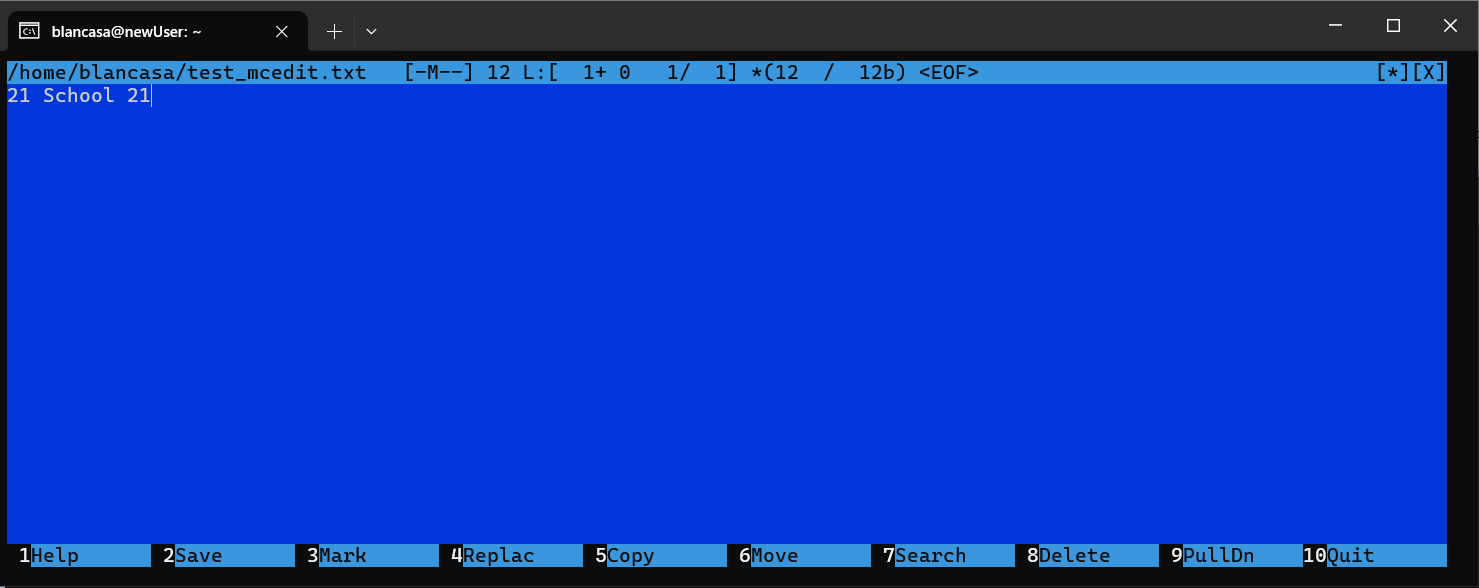 blancasa@newUser: ~
/home/blancasa/test_mcedit.txt   [-M--] 12 L:[  1+ 0   1/  1] *(12  /  12b) <EOF>                                 [*][X]
21 School 21
1Help 2Save 3Mark 4Replac 5Copy 6Move 7Search 8Delete 9PullDn 10Quit